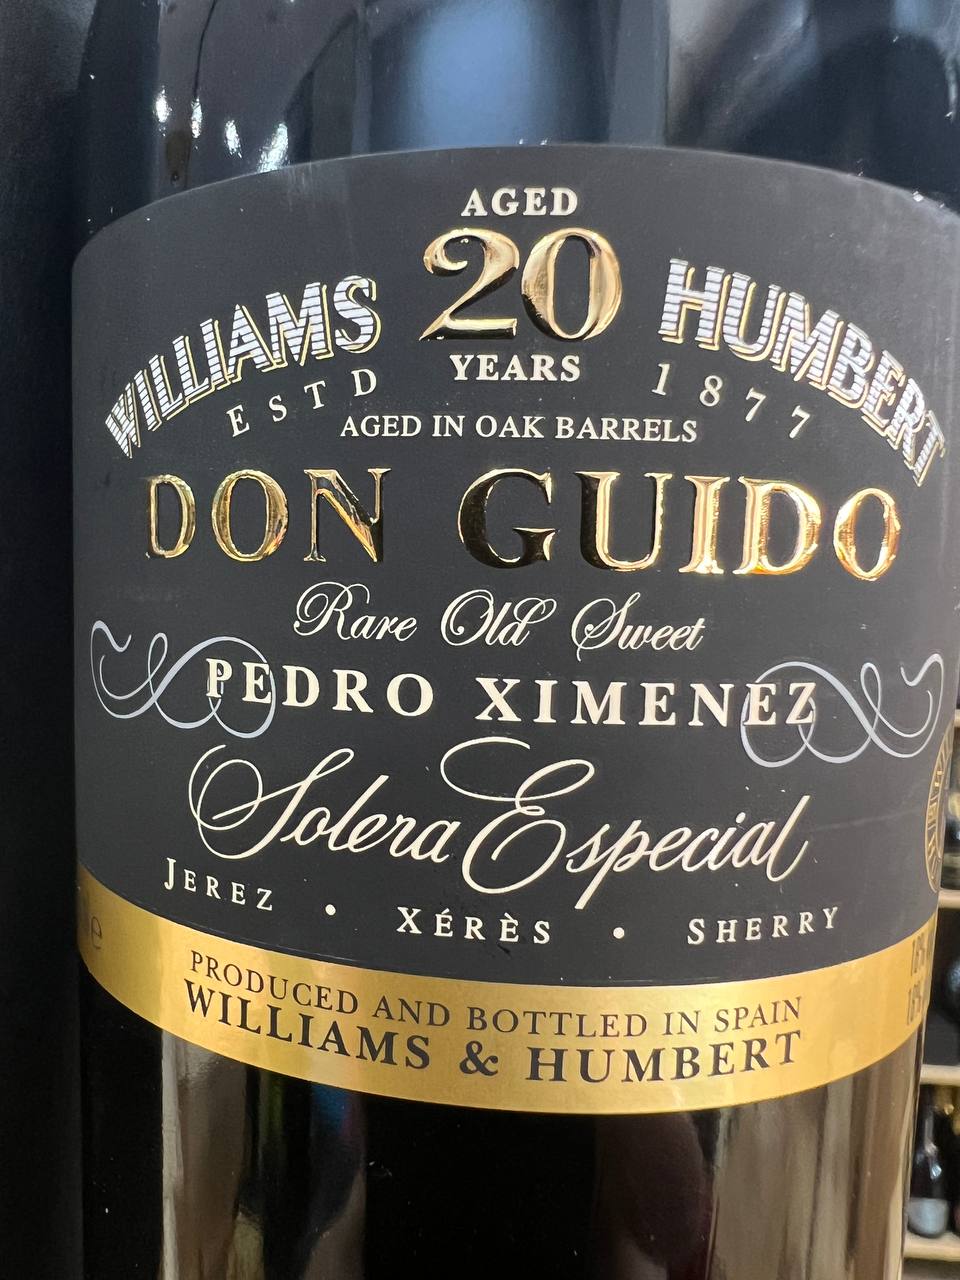 AGED
20
YEARS
WILLIAMS HUMBERT
ESTD 1877
AGED IN OAK BARRELS
DON GUIDO
Rare Old Sweet
PEDRO XIMENEZ
Solera Especial
JEREZ • XÉRÈS • SHERRY
PRODUCED AND BOTTLED IN SPAIN
WILLIAMS & HUMBERT